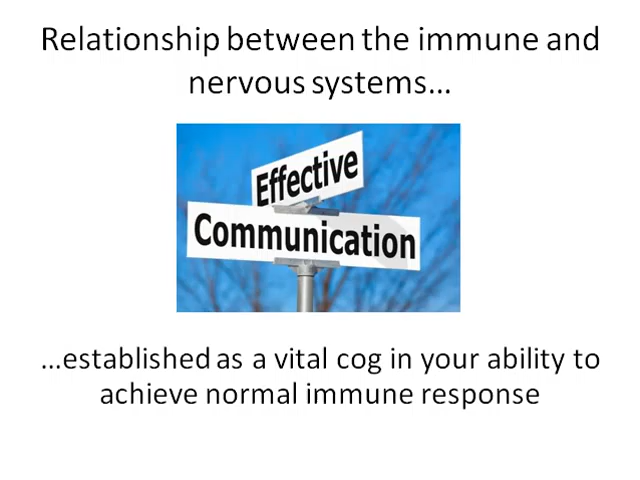 Relationship between the immune and
nervous systems…
Effective
Communication
…established as a vital cog in your ability to
achieve normal immune response